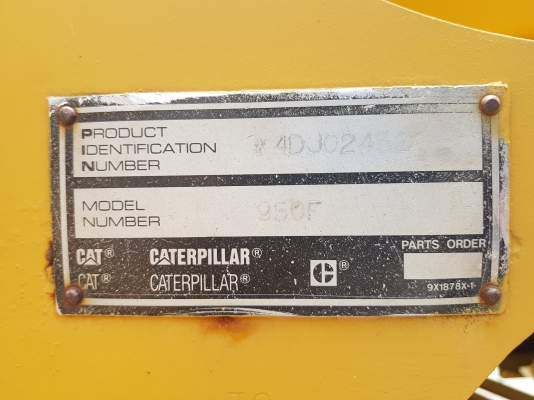 PRODUCT
IDENTIFICATION
NUMBER
MODEL
NUMBER
950F
CAT® CATERPILLAR®
CAT® CATERPILLAR®
C®
PARTS ORDER
9X1878X-1